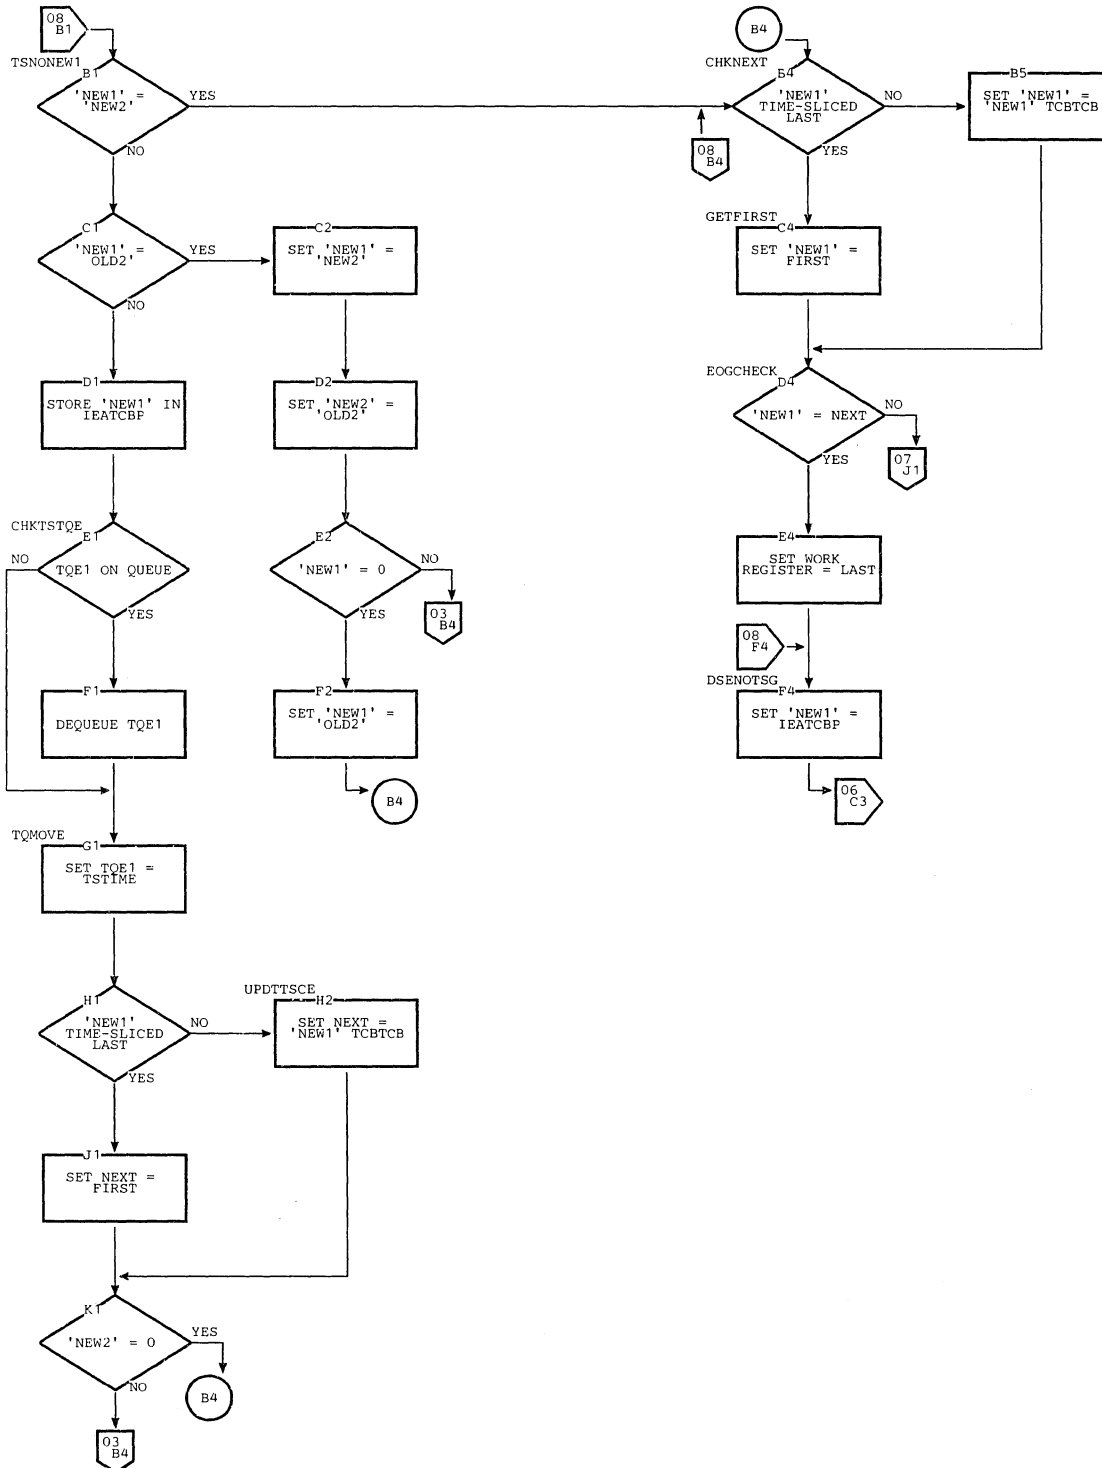 08
B1
TSNONEW1
B1
'NEW1' =
'NEW2'
YES
NO
C1
'NEW1' =
OLD2'
YES
NO
C2
SET 'NEW1' =
'NEW2'
D1
STORE 'NEW1' IN
IEATCBP
D2
SET 'NEW2' =
'OLD2'
CHKTSTQE
E1
NO
TQE1 ON QUEUE
YES
E2
'NEW1' = 0
NO
YES
03
B4
F1
DEQUEUE TQE1
F2
SET 'NEW1' =
'OLD2'
B4
TQMOVE
G1
SET TQE1 =
TSTIME
H1
'NEW1'
TIME-SLICED
LAST
NO
YES
UPDTTSCE
H2
SET NEXT =
'NEW1' TCBTCB
J1
SET NEXT =
FIRST
K1
'NEW2' = 0
YES
NO
B4
03
B4
B4
CHKNEXT
B4
'NEW1'
TIME-SLICED
LAST
NO
YES
08
B4
B5
SET 'NEW1' =
'NEW1' TCBTCB
GETFIRST
C4
SET 'NEW1' =
FIRST
EOGCHECK
D4
'NEW1' = NEXT
NO
YES
07
J1
E4
SET WORK
REGISTER = LAST
08
F4
DSENOTSG
F4
SET 'NEW1' =
IEATCBP
06
C3